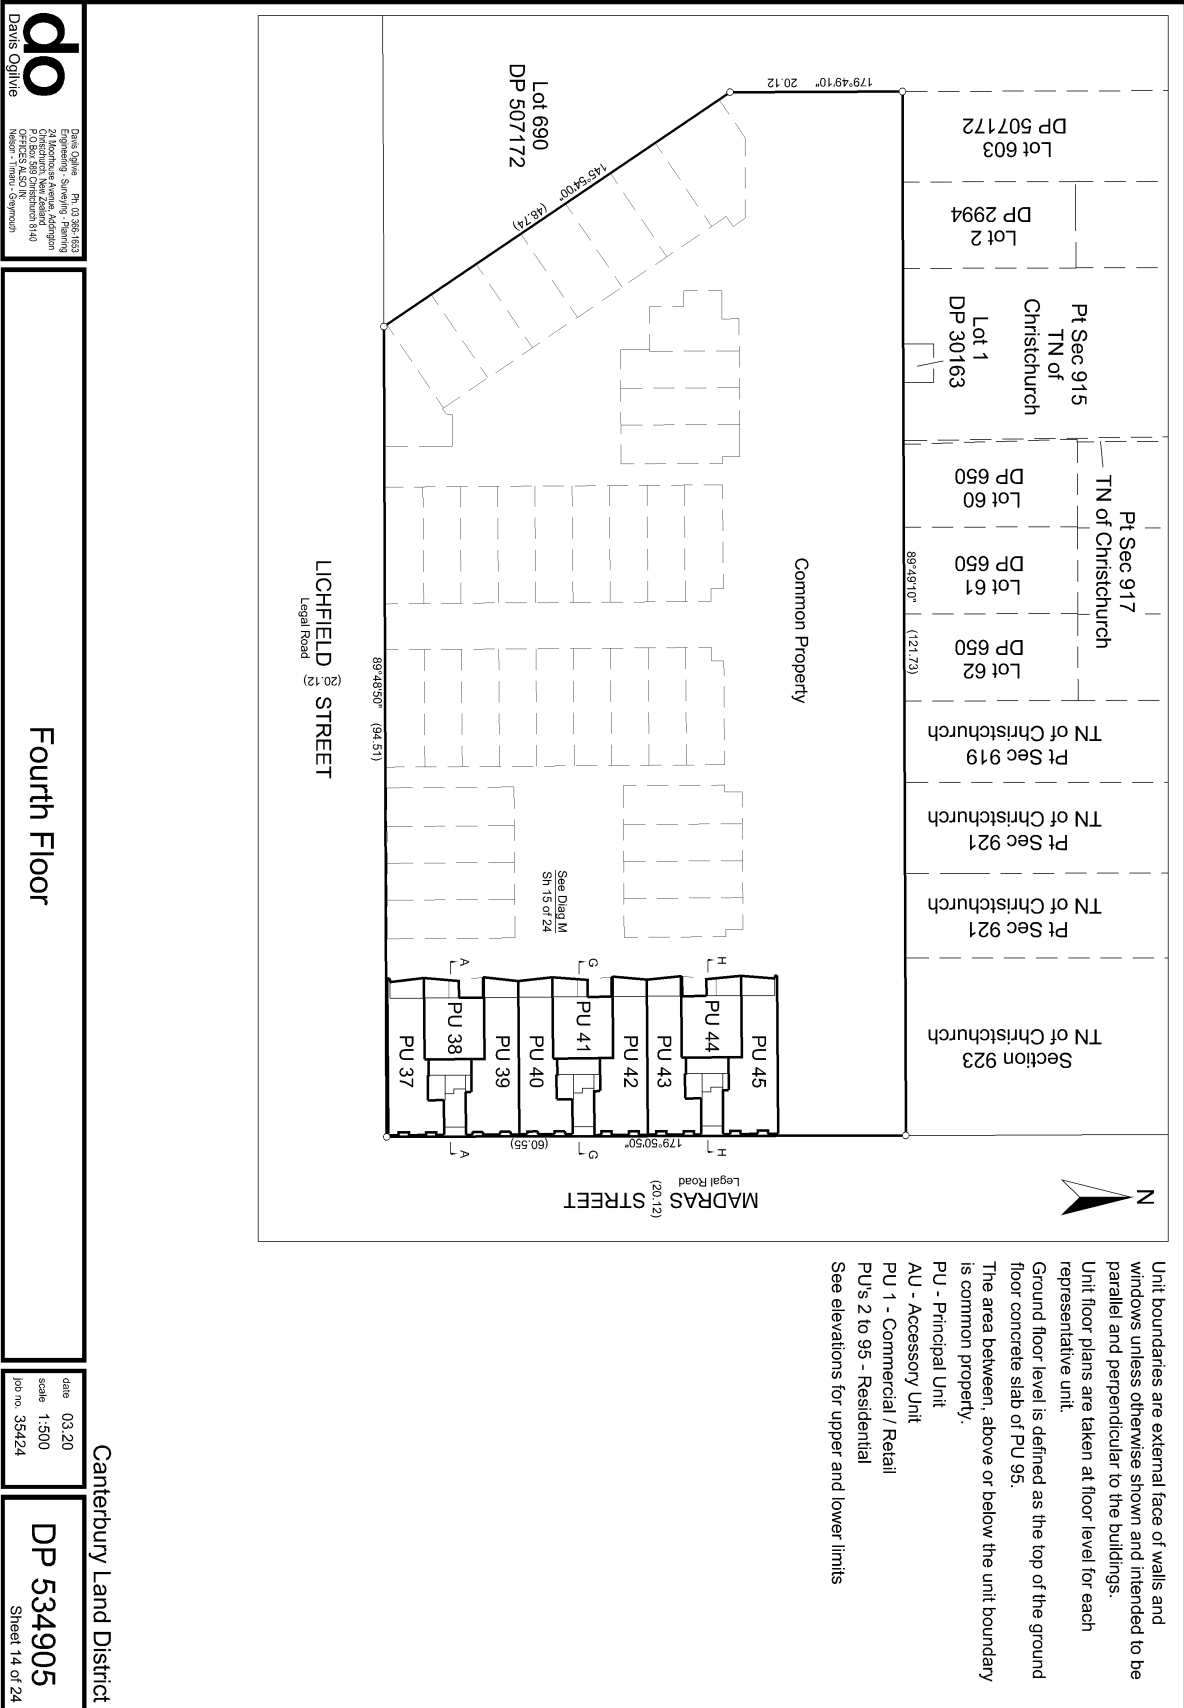 Unit boundaries are external face of walls and
windows unless otherwise shown and intended to be
parallel and perpendicular to the buildings.
Unit floor plans are taken at floor level for each
representative unit.
Ground floor level is defined as the top of the ground
floor concrete slab of PU 95.
The area between, above or below the unit boundary
is common property.
PU - Principal Unit
AU - Accessory Unit
PU 1 - Commercial / Retail
PU's 2 to 95 - Residential
See elevations for upper and lower limits
N
Lot 603
DP 507172
Lot 2
DP 2994
Pt Sec 915
TN of
Christchurch
Lot 1
DP 30163
Pt Sec 917
TN of Christchurch
Lot 60
DP 650
Lot 61
DP 650
Lot 62
DP 650
Pt Sec 919
TN of Christchurch
Pt Sec 921
TN of Christchurch
Pt Sec 921
TN of Christchurch
Section 923
TN of Christchurch
179°49'10" 20.12
89°49'10" (121.73)
Common Property
Lot 690
DP 507172
145°54'00" (48.74)
See Diag M
Sh 15 of 24
H
H
G
G
A
A
PU 45
PU 44
PU 43
PU 42
PU 41
PU 40
PU 39
PU 38
PU 37
179°50'50" (60.55)
MADRAS STREET
(20.12)
Legal Road
89°48'50" (94.51)
LICHFIELD STREET
(20.12)
Legal Road
do
Davis Ogilvie
Davis Ogilvie Ph. 03 366-1653
Engineering - Surveying - Planning
24 Moorhouse Avenue, Addington
Christchurch, New Zealand
P.O.Box 589 Christchurch 8140
OFFICES ALSO IN:
Nelson - Timaru - Greymouth
Fourth Floor
date 03.20
scale 1:500
job no. 35424
Canterbury Land District
DP 534905
Sheet 14 of 24